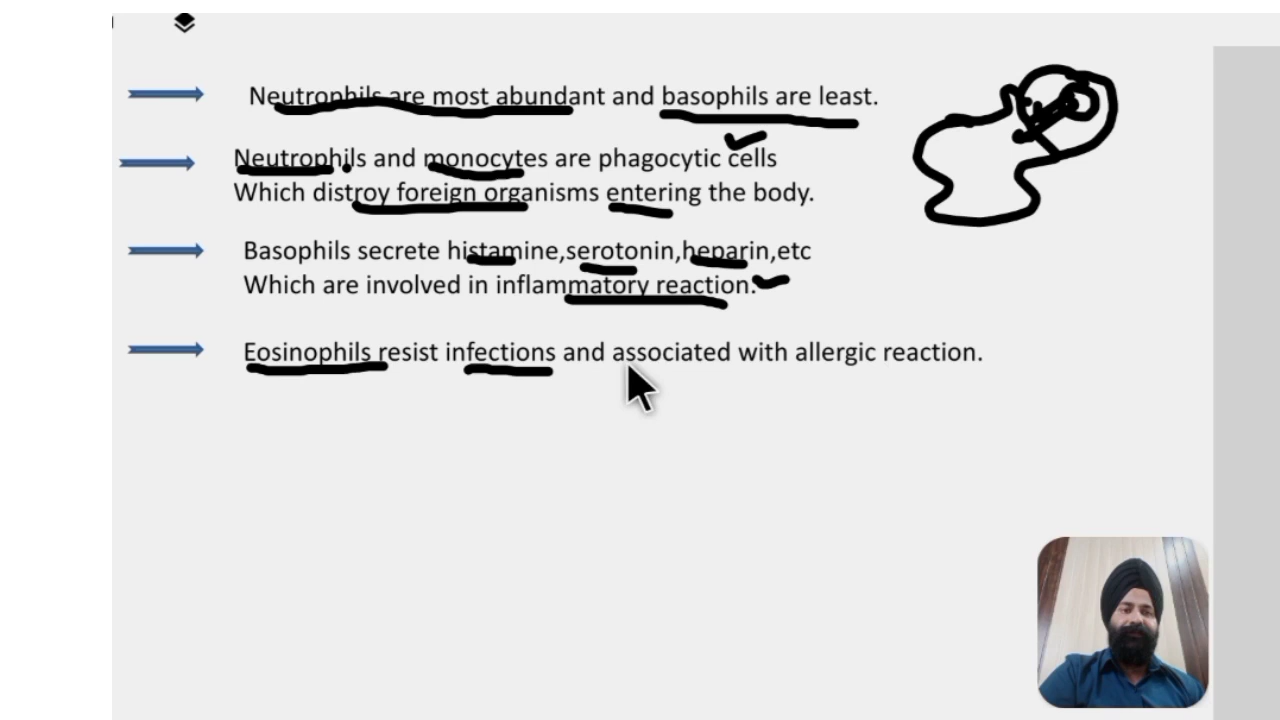 Neutrophils are most abundant and basophils are least.
Neutrophils and monocytes are phagocytic cells
Which distroy foreign organisms entering the body.
Basophils secrete histamine,serotonin,heparin,etc
Which are involved in inflammatory reaction.
Eosinophils resist infections and associated with allergic reaction.